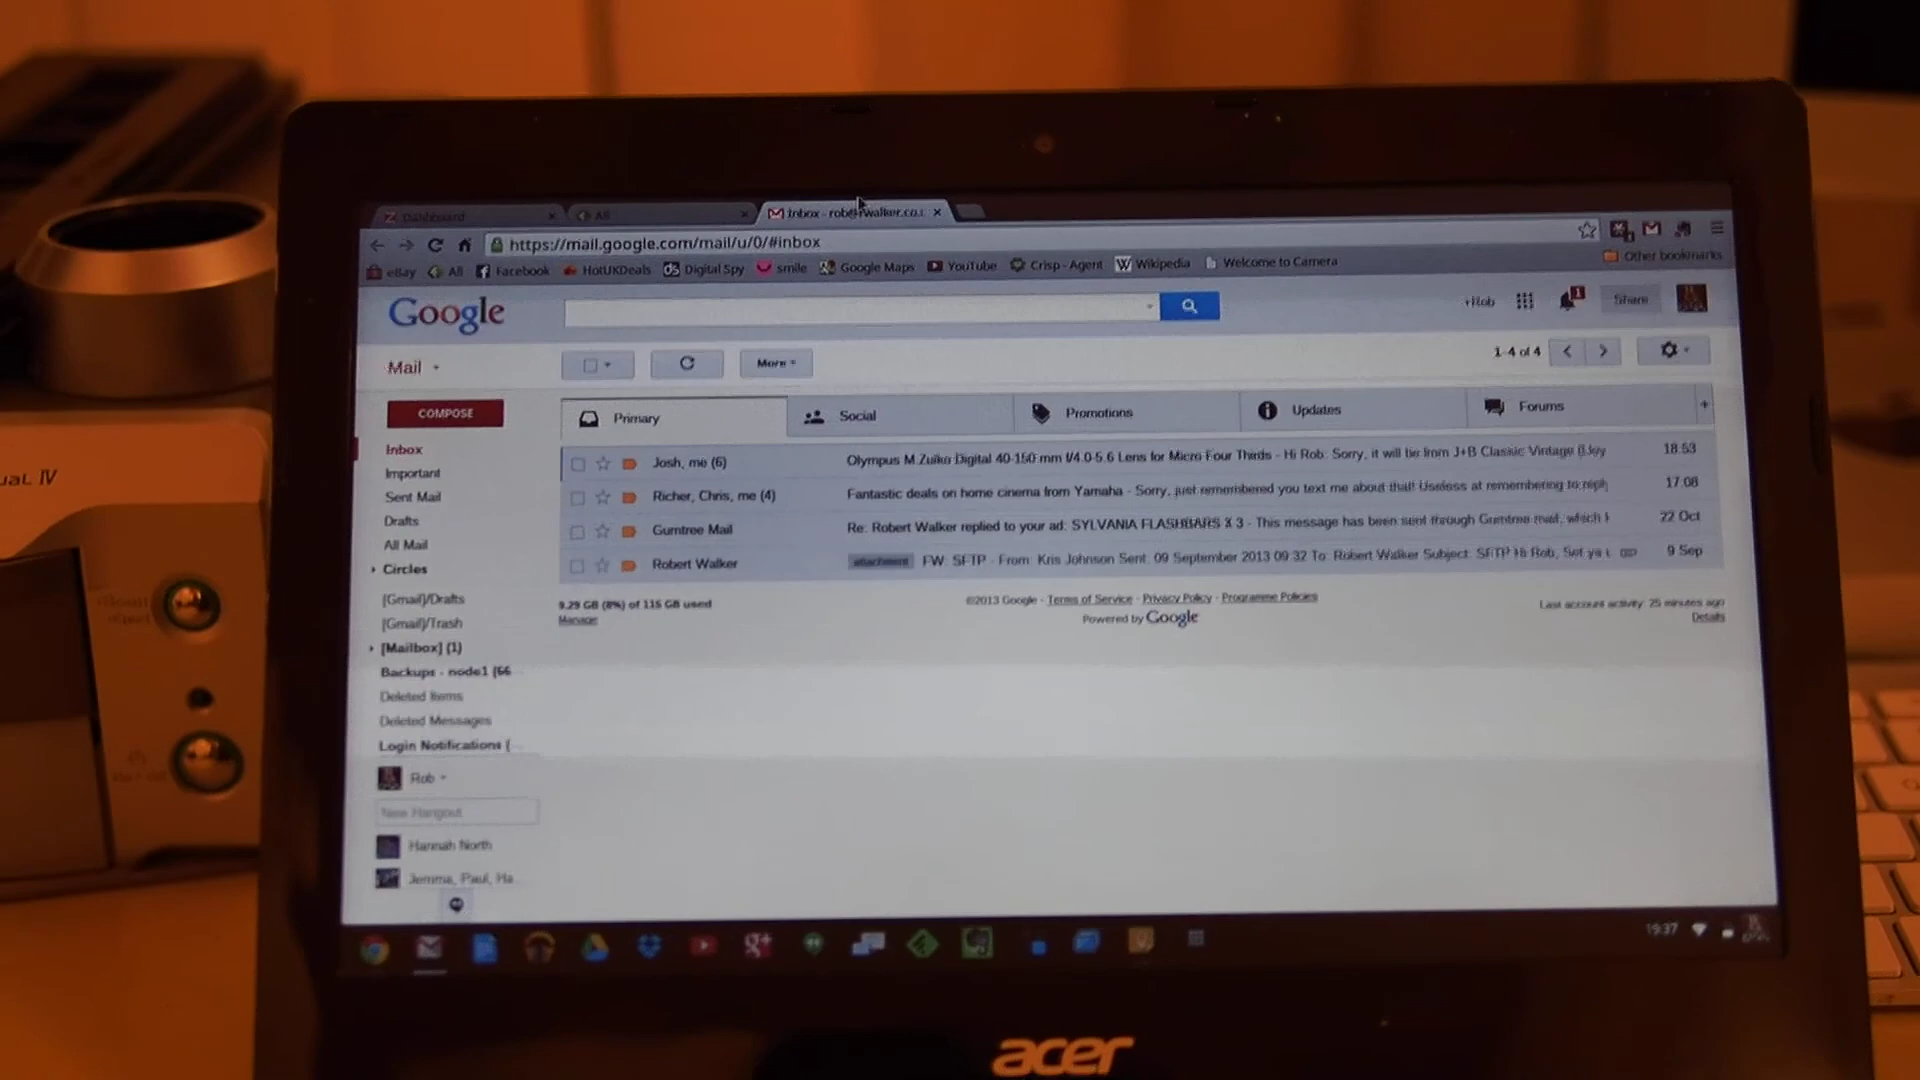 Dashboard
All
Inbox - rob@rwalker.co.u
https://mail.google.com/mail/u/0/#inbox
eBay All Facebook HotUKDeals Digital Spy smile Google Maps YouTube Crisp - Agent Wikipedia Welcome to Camera Other bookmarks
Google
+Rob
1
Share
Mail
More
1-4 of 4
COMPOSE
Primary
Social
Promotions
Updates
Forums
+
Josh, me (6) Olympus M.Zuiko Digital 40-150 mm f/4.0-5.6 Lens for Micro Four Thirds - Hi Rob: Sorry, it will be from J+B Classic Vintage 18:53
Richer, Chris, me (4) Fantastic deals on home cinema from Yamaha - Sorry, just remembered you text me about that! Useless at remembering to reply 17:08
Gumtree Mail Re: Robert Walker replied to your ad: SYLVANIA FLASHBARS X 3 - This message has been sent through Gumtree mail, which 22 Oct
Robert Walker attachment FW: SFTP - From: Kris Johnson Sent: 09 September 2013 09:32 To: Robert Walker Subject: SFTP Hi Rob, Set 9 Sep
9.29 GB (8%) of 115 GB used
Manage
©2013 Google - Terms of Service - Privacy Policy - Programme Policies
Powered by Google
Last account activity: 25 minutes ago
Details
Inbox
Important
Sent Mail
Drafts
All Mail
Circles
[Gmail]/Drafts
[Gmail]/Trash
[Mailbox] (1)
Backups - node1 (66
Deleted Items
Deleted Messages
Login Notifications (
Rob
New Hangout
Hannah North
Jemma, Paul, Ha...
19:37
acer
UAL IV